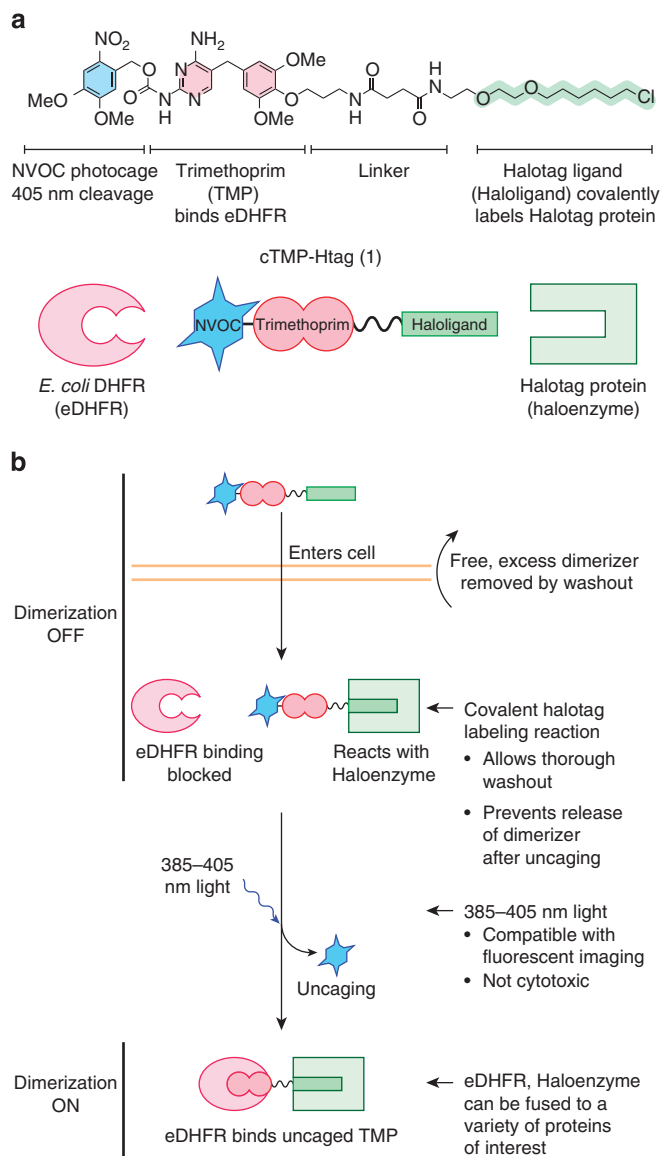 a
NO2
NH2
OMe
O
O
H
N
N
N
O
MeO
O
N
H
N
O
N
H
O
O
O
Cl
OMe
OMe
NVOC photocage
405 nm cleavage
Trimethoprim
(TMP)
binds eDHFR
Linker
Halotag ligand
(Haloligand) covalently
labels Halotag protein
cTMP-Htag (1)
NVOC
Trimethoprim
Haloligand
E. coli DHFR
(eDHFR)
Halotag protein
(haloenzyme)
b
Enters cell
Free, excess dimerizer
removed by washout
Dimerization
OFF
eDHFR binding
blocked
Reacts with
Haloenzyme
Covalent halotag
labeling reaction
• Allows thorough
washout
• Prevents release
of dimerizer
after uncaging
385–405
nm light
Uncaging
385–405 nm light
• Compatible with
fluorescent imaging
• Not cytotoxic
Dimerization
ON
eDHFR binds uncaged TMP
eDHFR, Haloenzyme
can be fused to a
variety of proteins
of interest